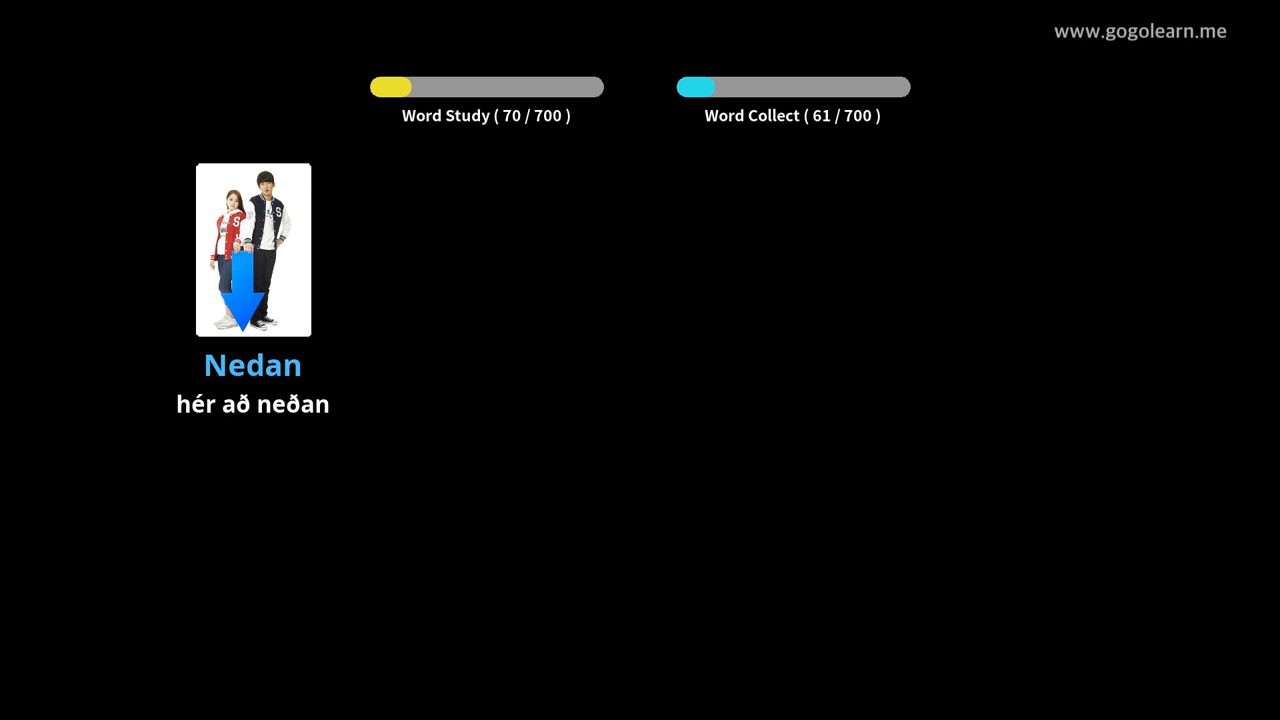 www.gogolearn.me
Word Study ( 70 / 700 )
Word Collect ( 61 / 700 )
S
S
Nedan
hér að neðan